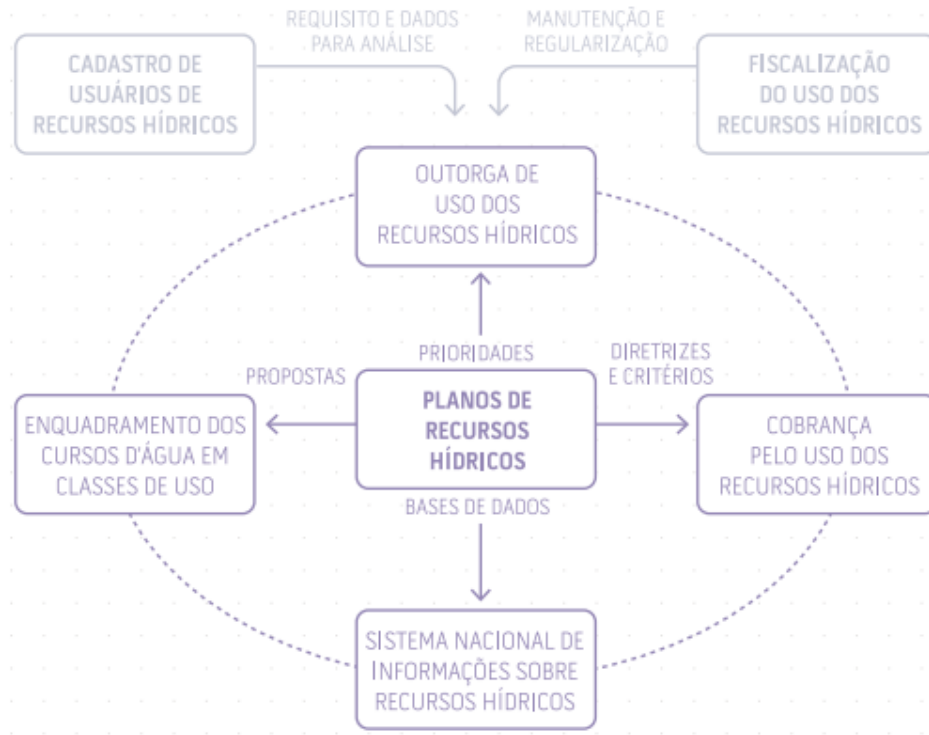 REQUISITO E DADOS
PARA ANÁLISE
MANUTENÇÃO E
REGULARIZAÇÃO
CADASTRO DE
USUÁRIOS DE
RECURSOS HÍDRICOS
FISCALIZAÇÃO
DO USO DOS
RECURSOS HÍDRICOS
OUTORGA DE
USO DOS
RECURSOS HÍDRICOS
PRIORIDADES
PROPOSTAS
DIRETRIZES
E CRITÉRIOS
ENQUADRAMENTO DOS
CURSOS D'ÁGUA EM
CLASSES DE USO
PLANOS DE
RECURSOS
HÍDRICOS
COBRANÇA
PELO USO DOS
RECURSOS HÍDRICOS
BASES DE DADOS
SISTEMA NACIONAL DE
INFORMAÇÕES SOBRE
RECURSOS HÍDRICOS